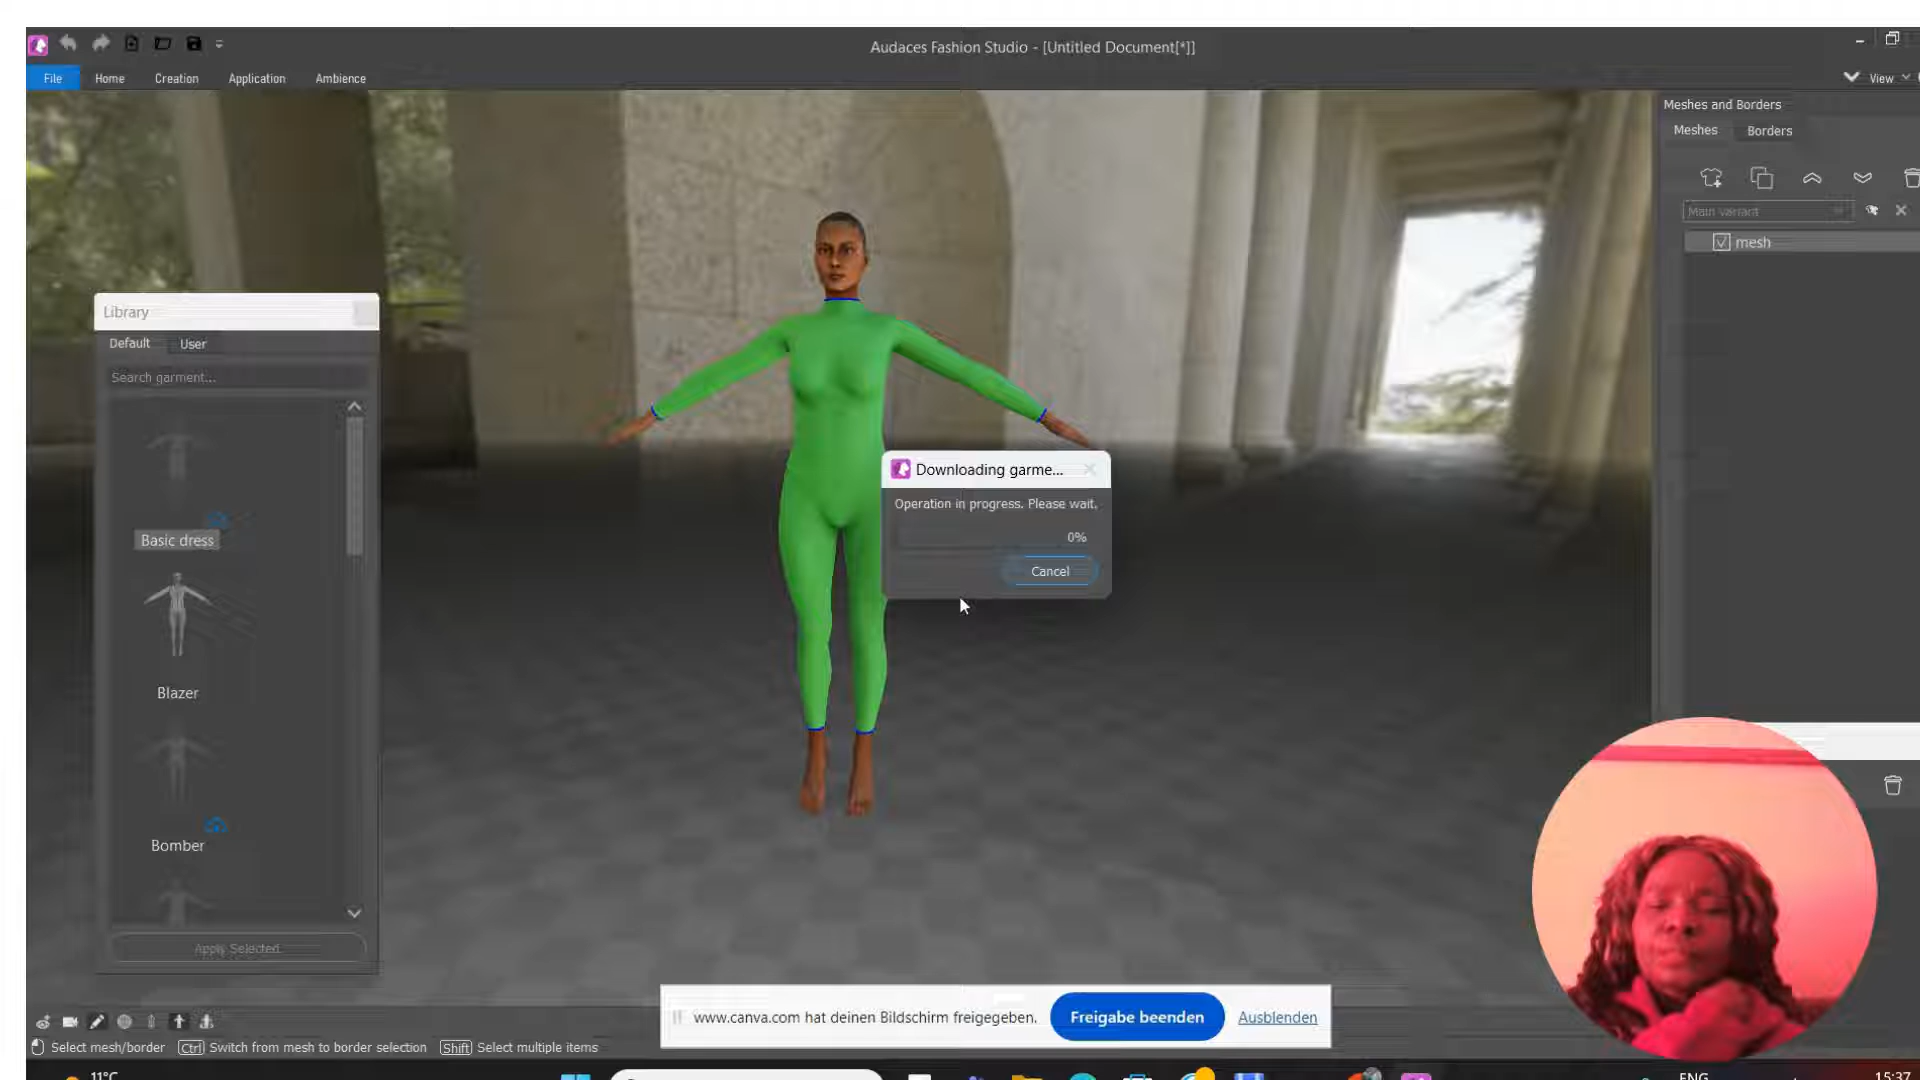 Audaces Fashion Studio - [Untitled Document[*]]
File Home Creation Application Ambience
View
Meshes and Borders
Meshes Borders
Main variant
mesh
Library
Default User
Search garment...
Basic dress
Blazer
Bomber
Apply Selected
Downloading garme...
Operation in progress. Please wait.
0%
Cancel
www.canva.com hat deinen Bildschirm freigegeben. Freigabe beenden Ausblenden
Select mesh/border Ctrl Switch from mesh to border selection Shift Select multiple items
11°C
ENG
15:37